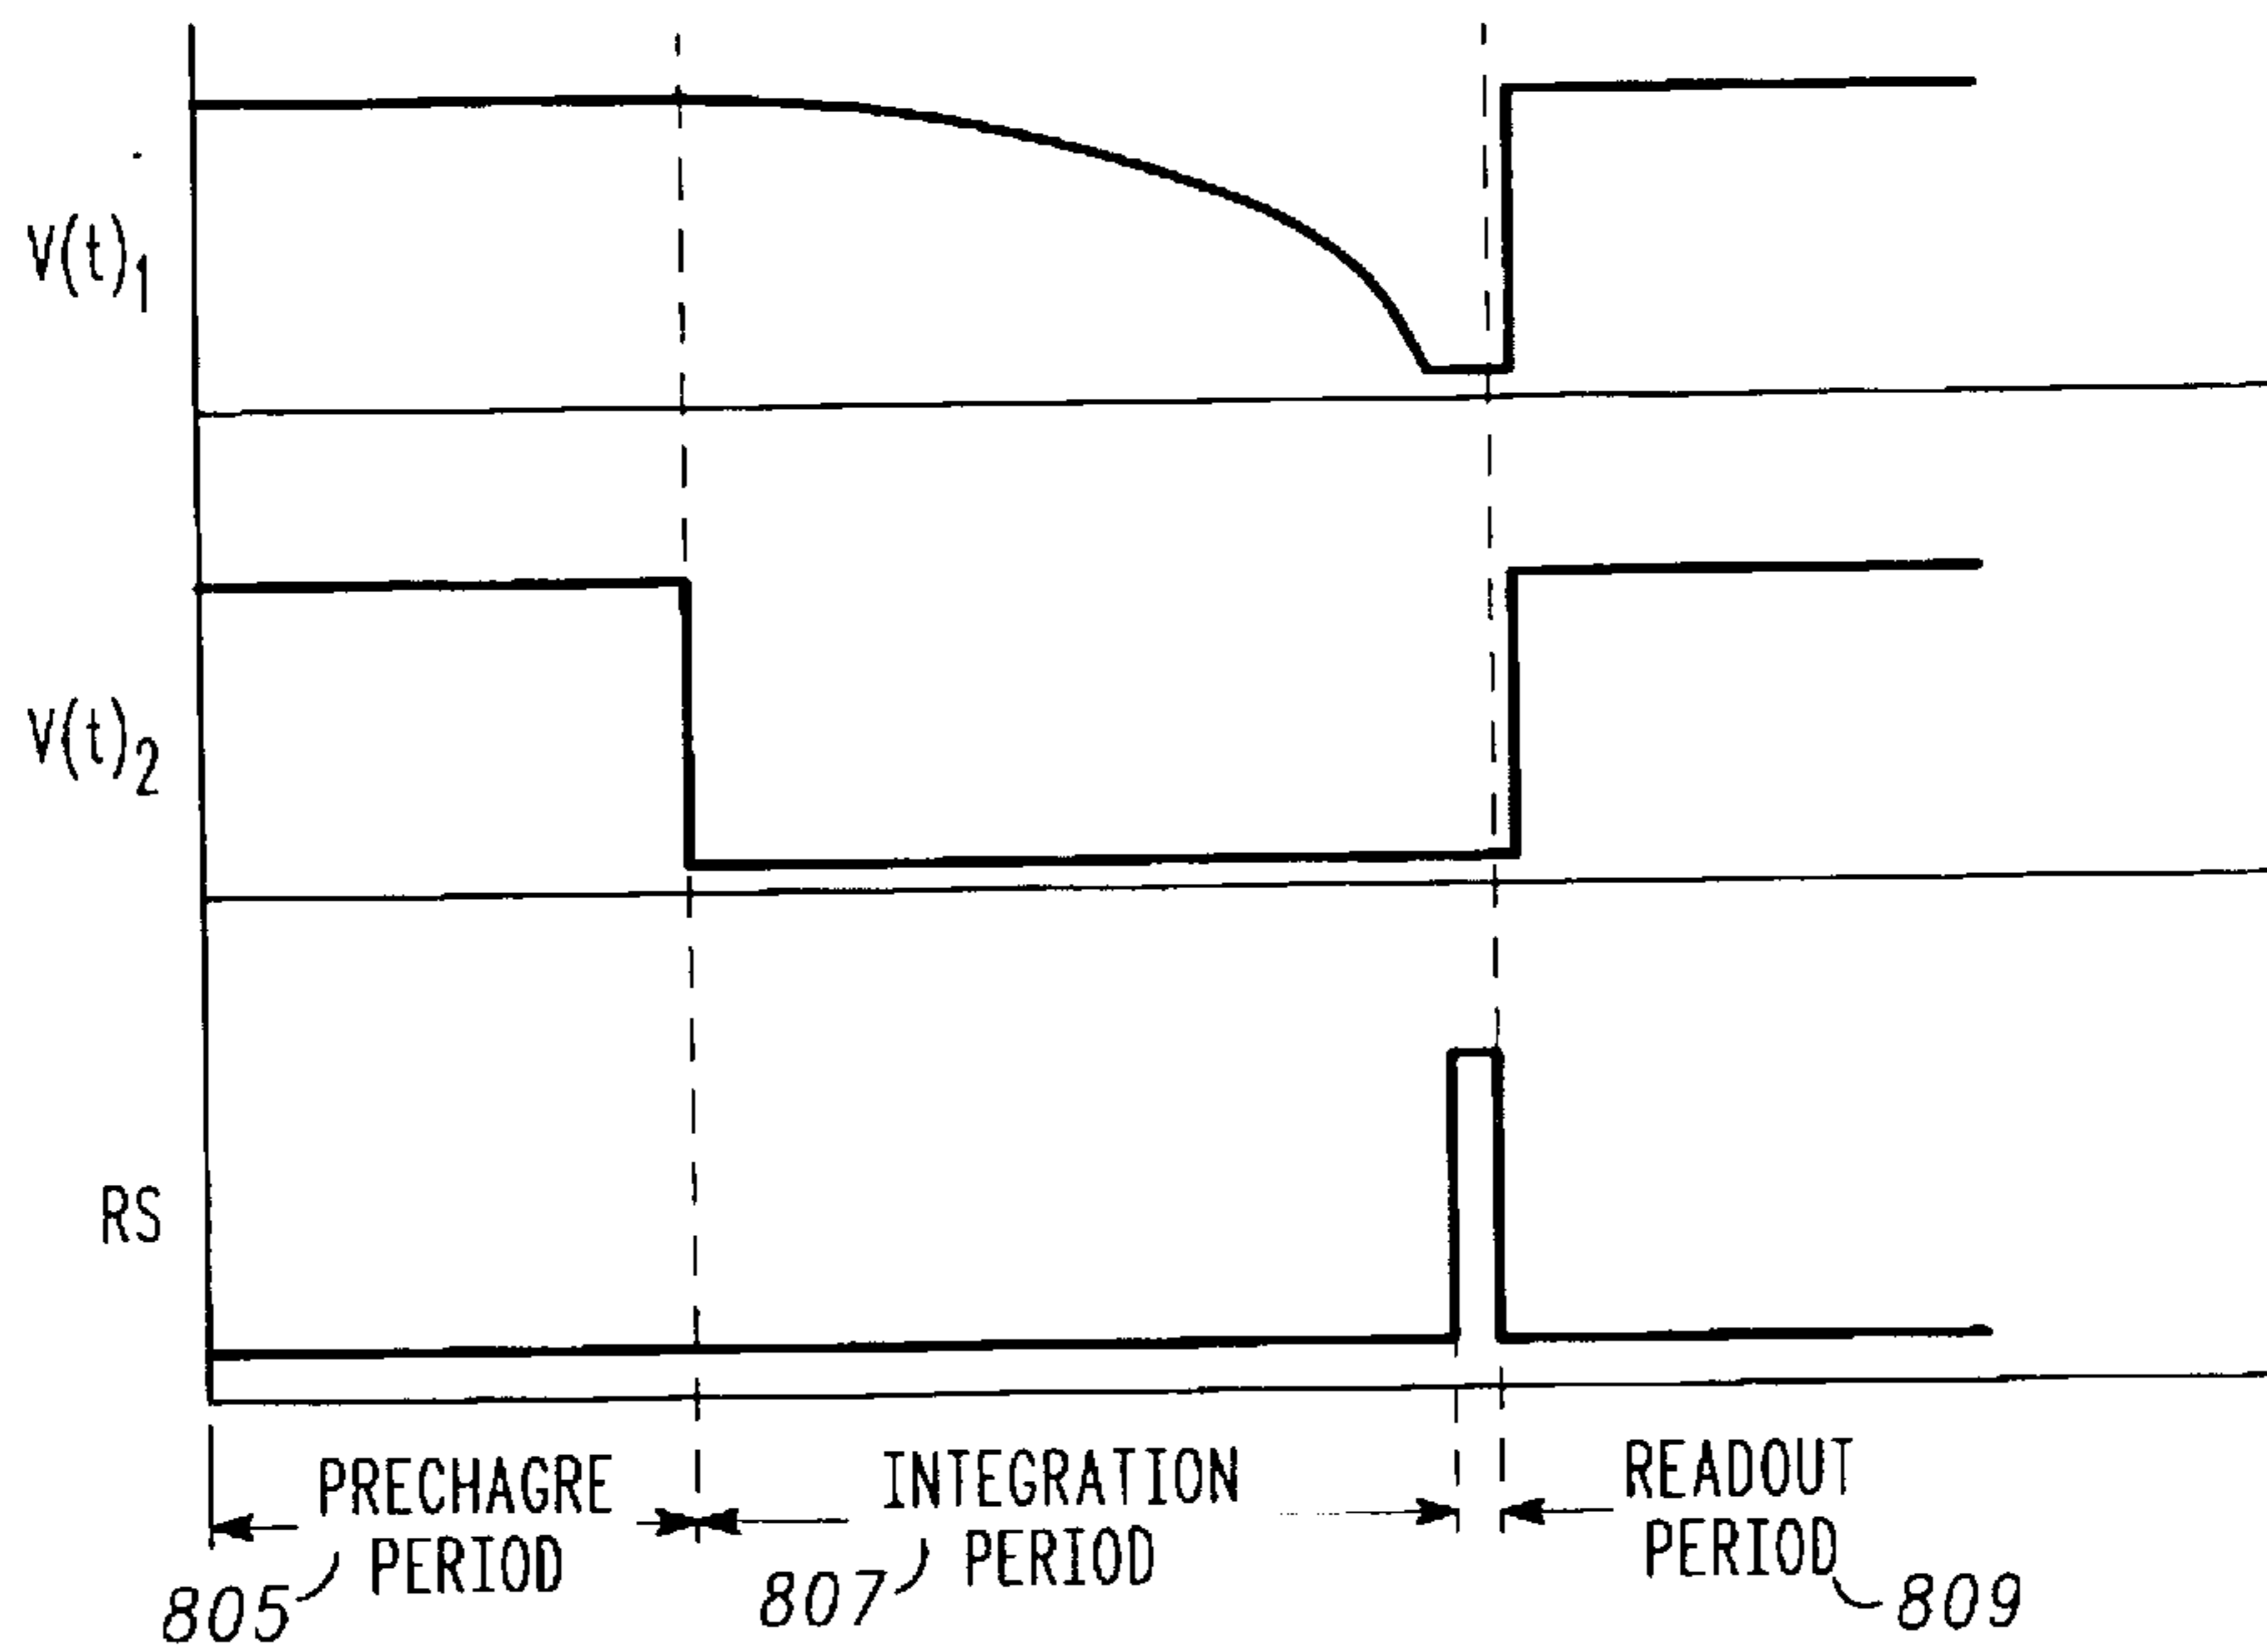 V(t)1
V(t)2
RS
PRECHAGRE
PERIOD
805
INTEGRATION
PERIOD
807
READOUT
PERIOD
809